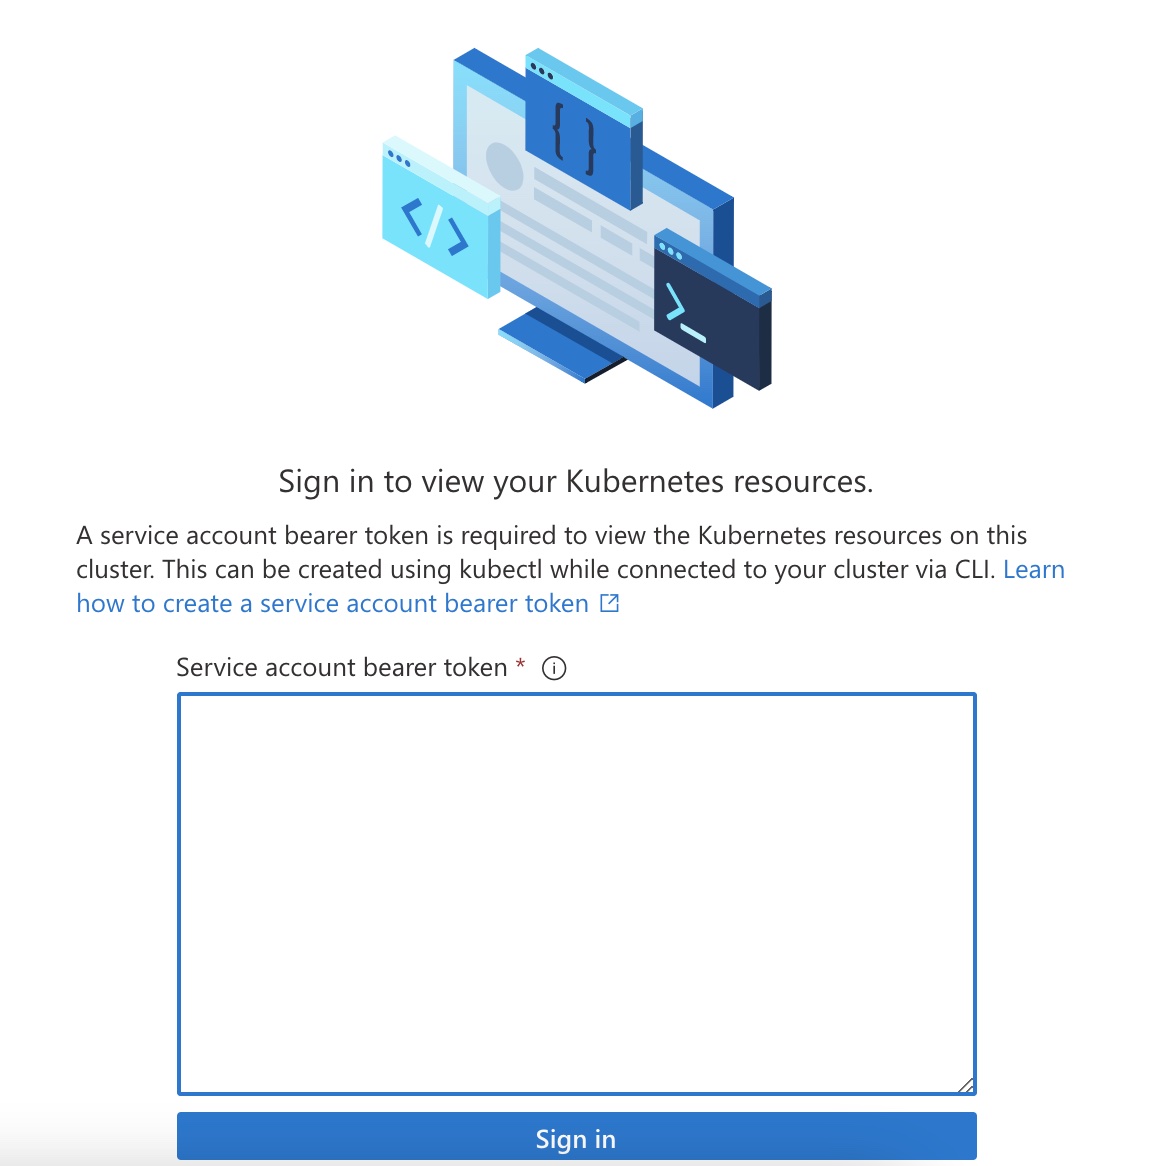 { }
</>
>_
Sign in to view your Kubernetes resources.
A service account bearer token is required to view the Kubernetes resources on this
cluster. This can be created using kubectl while connected to your cluster via CLI. Learn
how to create a service account bearer token
Service account bearer token *
Sign in